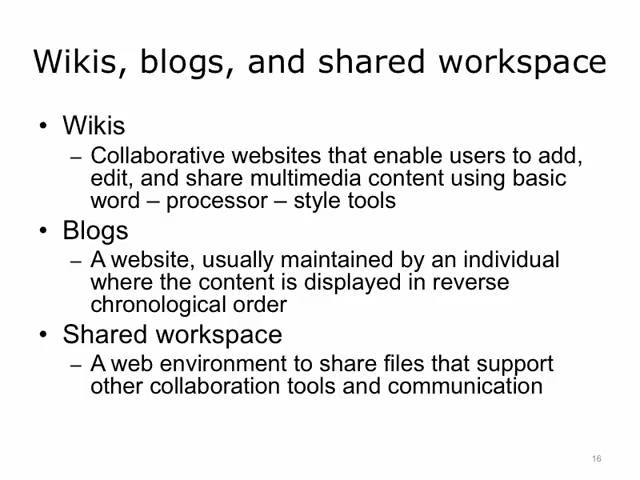 Wikis, blogs, and shared workspace
• Wikis
– Collaborative websites that enable users to add,
edit, and share multimedia content using basic
word – processor – style tools
• Blogs
– A website, usually maintained by an individual
where the content is displayed in reverse
chronological order
• Shared workspace
– A web environment to share files that support
other collaboration tools and communication
16